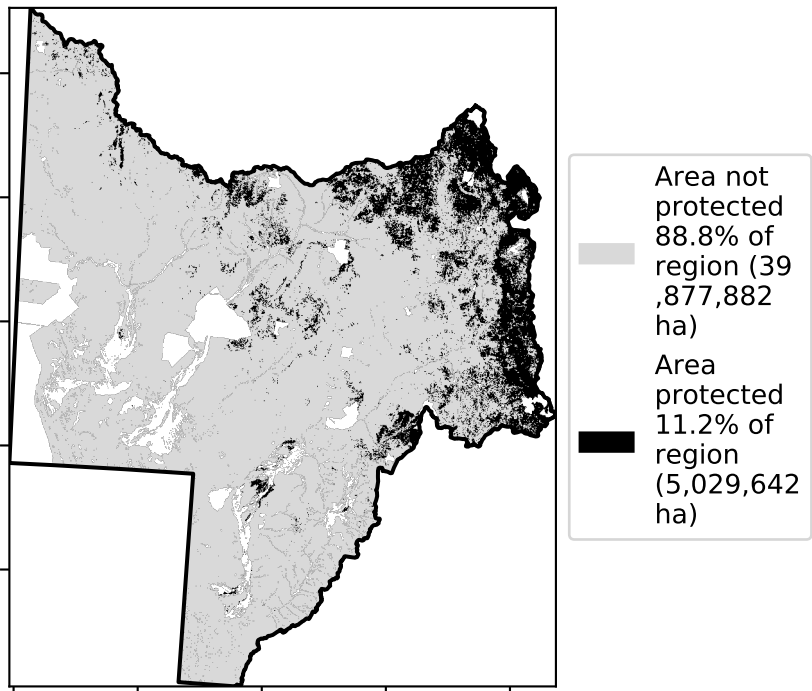 Area not
protected
88.8% of
region (39
,877,882
ha)
Area
protected
11.2% of
region
(5,029,642
ha)